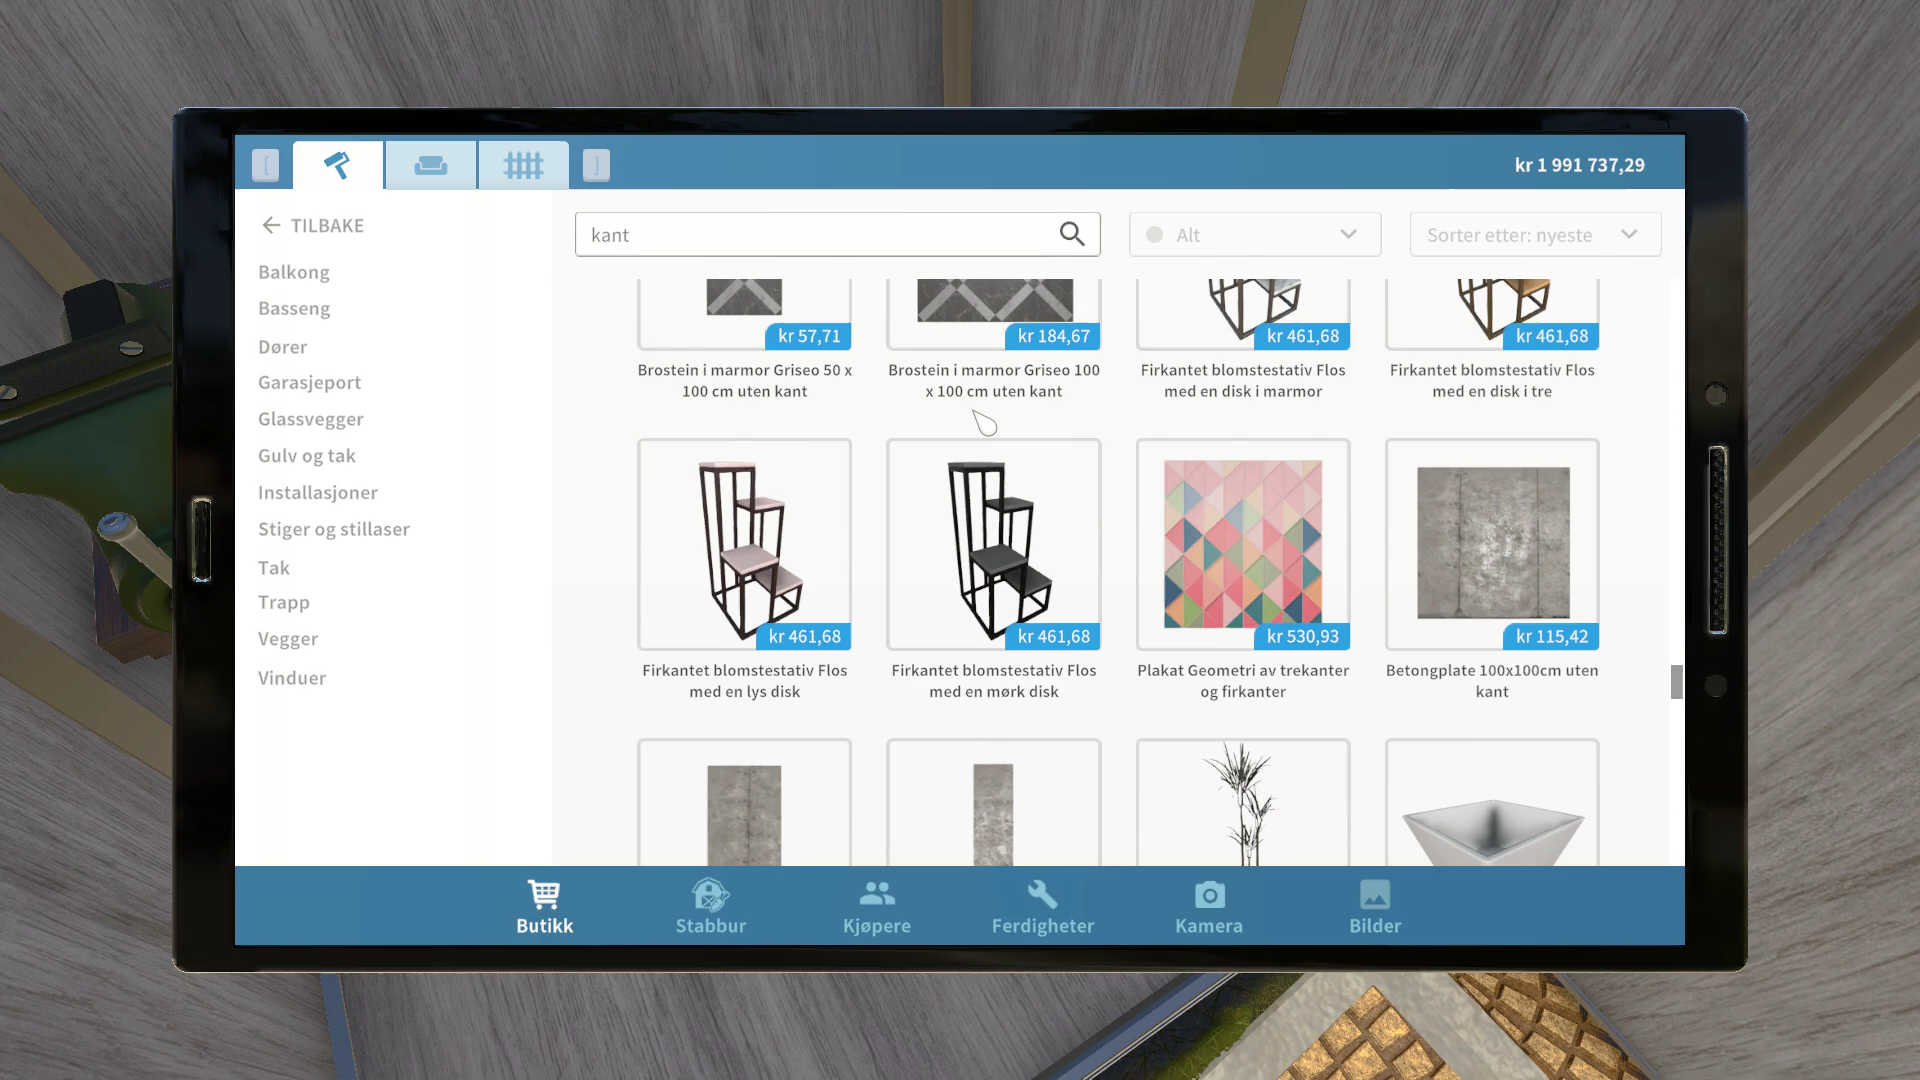 [
]
kr 1 991 737,29
TILBAKE
Balkong
Basseng
Dører
Garasjeport
Glassvegger
Gulv og tak
Installasjoner
Stiger og stillaser
Tak
Trapp
Vegger
Vinduer
kant
Alt
Sorter etter: nyeste
kr 57,71
kr 184,67
kr 461,68
kr 461,68
Brostein i marmor Griseo 50 x
100 cm uten kant
Brostein i marmor Griseo 100
x 100 cm uten kant
Firkantet blomstestativ Flos
med en disk i marmor
Firkantet blomstestativ Flos
med en disk i tre
kr 461,68
kr 461,68
kr 530,93
kr 115,42
Firkantet blomstestativ Flos
med en lys disk
Firkantet blomstestativ Flos
med en mørk disk
Plakat Geometri av trekanter
og firkanter
Betongplate 100x100cm uten
kant
Butikk
Stabbur
Kjøpere
Ferdigheter
Kamera
Bilder